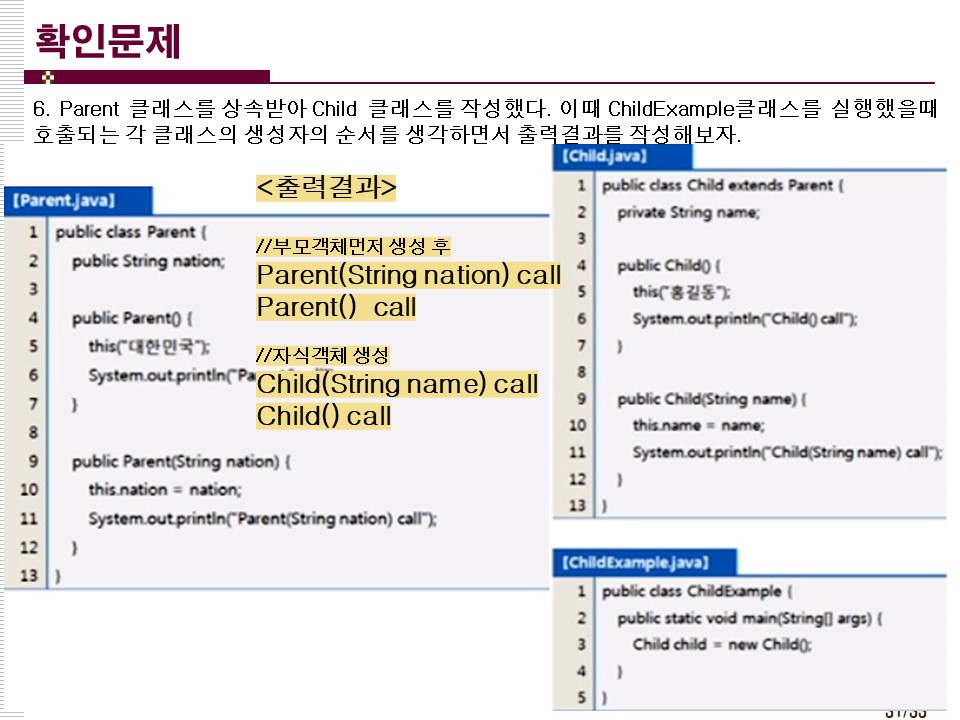 확인문제
6. Parent 클래스를 상속받아 Child 클래스를 작성했다. 이때 ChildExample클래스를 실행했을때
호출되는 각 클래스의 생성자의 순서를 생각하면서 출력결과를 작성해보자.
[Parent.java]
1 public class Parent {
2 public String nation;
3
4 public Parent() {
5 this("대한민국");
6 System.out.println("Pa
7 }
8
9 public Parent(String nation) {
10 this.nation = nation;
11 System.out.println("Parent(String nation) call");
12 }
13 }
<출력결과>
//부모객체먼저 생성 후
Parent(String nation) call
Parent() call
//자식객체 생성
Child(String name) call
Child() call
[Child.java]
1 public class Child extends Parent {
2 private String name;
3
4 public Child() {
5 this("홍길동");
6 System.out.println("Child() call");
7 }
8
9 public Child(String name) {
10 this.name = name;
11 System.out.println("Child(String name) call");
12 }
13 }
[ChildExample.java]
1 public class ChildExample {
2 public static void main(String[] args) {
3 Child child = new Child();
4 }
5 }
31/33